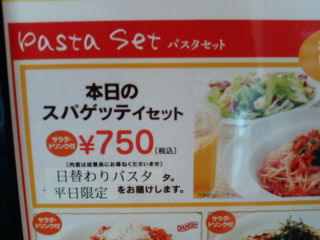 Pasta Set パスタセット
本日の
スパゲッティセット
サラダ・
ドリンク付
¥750[税込]
(内容は従業員にお尋ねくださいませ)
日替わりパスタ タ。
平日限定 をお届けします。
サラダ・
ドリンク付
DANISH
サラダ・
ドリンク付